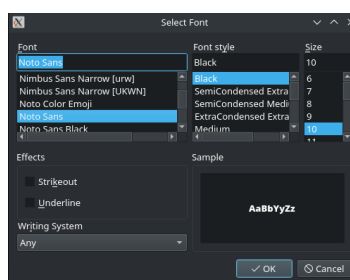 Select Font
Font
Font style
Size
Noto Sans
Black
10
Nimbus Sans Narrow [urw]
Nimbus Sans Narrow [UKWN]
Noto Color Emoji
Noto Sans
Noto Sans Black
Black
SemiCondensed Extra
SemiCondensed Medi
ExtraCondensed Extra
Medium
6
7
8
9
10
11
Effects
Strikeout
Underline
Writing System
Any
Sample
AaBbYyZz
OK
Cancel